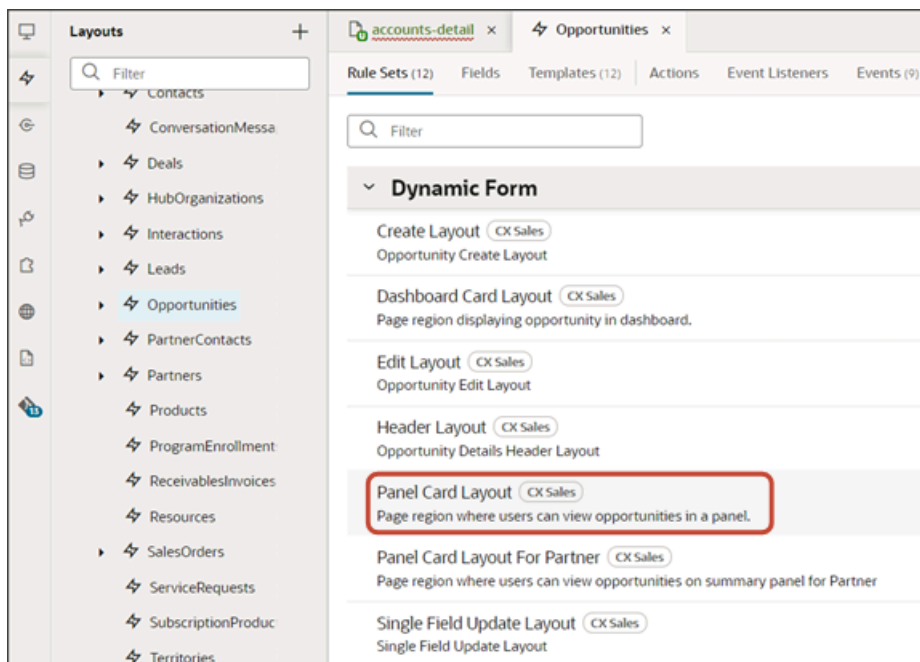 Layouts
Filter
Contacts
ConversationMessa
Deals
HubOrganizations
Interactions
Leads
Opportunities
PartnerContacts
Partners
Products
ProgramEnrollment
ReceivablesInvoices
Resources
SalesOrders
ServiceRequests
SubscriptionProduc
Territories
13
accounts-detail × Opportunities ×
Rule Sets (12) Fields Templates (12) Actions Event Listeners Events (9)
Filter
Dynamic Form
Create Layout CX Sales
Opportunity Create Layout
Dashboard Card Layout CX Sales
Page region displaying opportunity in dashboard.
Edit Layout CX Sales
Opportunity Edit Layout
Header Layout CX Sales
Opportunity Details Header Layout
Panel Card Layout CX Sales
Page region where users can view opportunities in a panel.
Panel Card Layout For Partner CX Sales
Page region where users can view opportunities on summary panel for Partner
Single Field Update Layout CX Sales
Single Field Update Layout